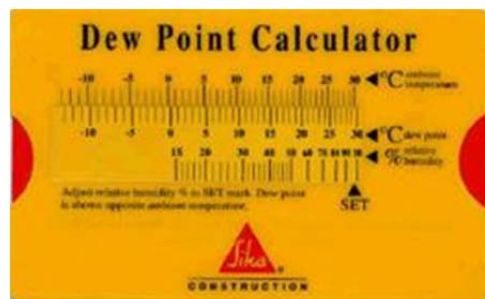 Dew Point Calculator
-10 -5 0 5 10 15 20 25 30 °C ambient temperature
-10 -5 0 5 10 15 20 25 30 °C dew point
15 20 30 40 60 70 80 90 % relative humidity
Adjust relative humidity % to SET mark. Dew point
is shown opposite ambient temperature.
SET
Sika ®
CONSTRUCTION